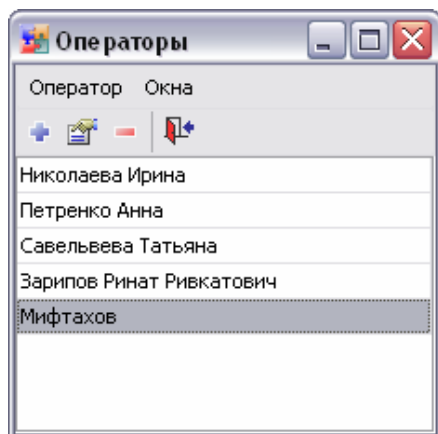 Операторы
Оператор Окна
Николаева Ирина
Петренко Анна
Савельвева Татьяна
Зарипов Ринат Ривкатович
Мифтахов